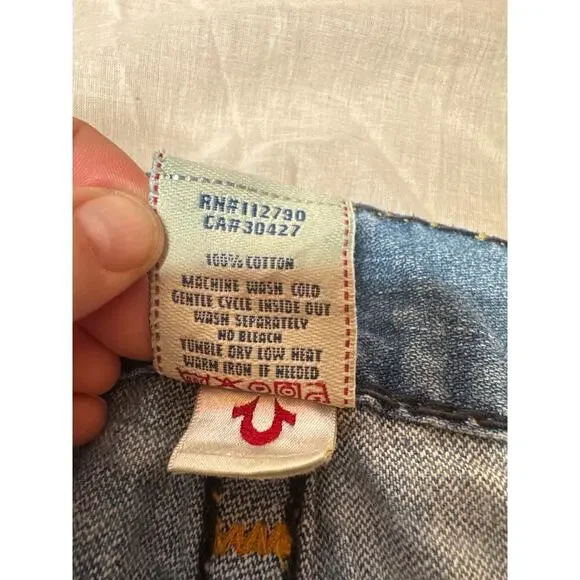 RN#112790
CA#30427
100% COTTON
MACHINE WASH COLD
GENTLE CYCLE INSIDE OUT
WASH SEPARATELY
NO BLEACH
TUMBLE DRY LOW HEAT
WARM IRON IF NEEDED